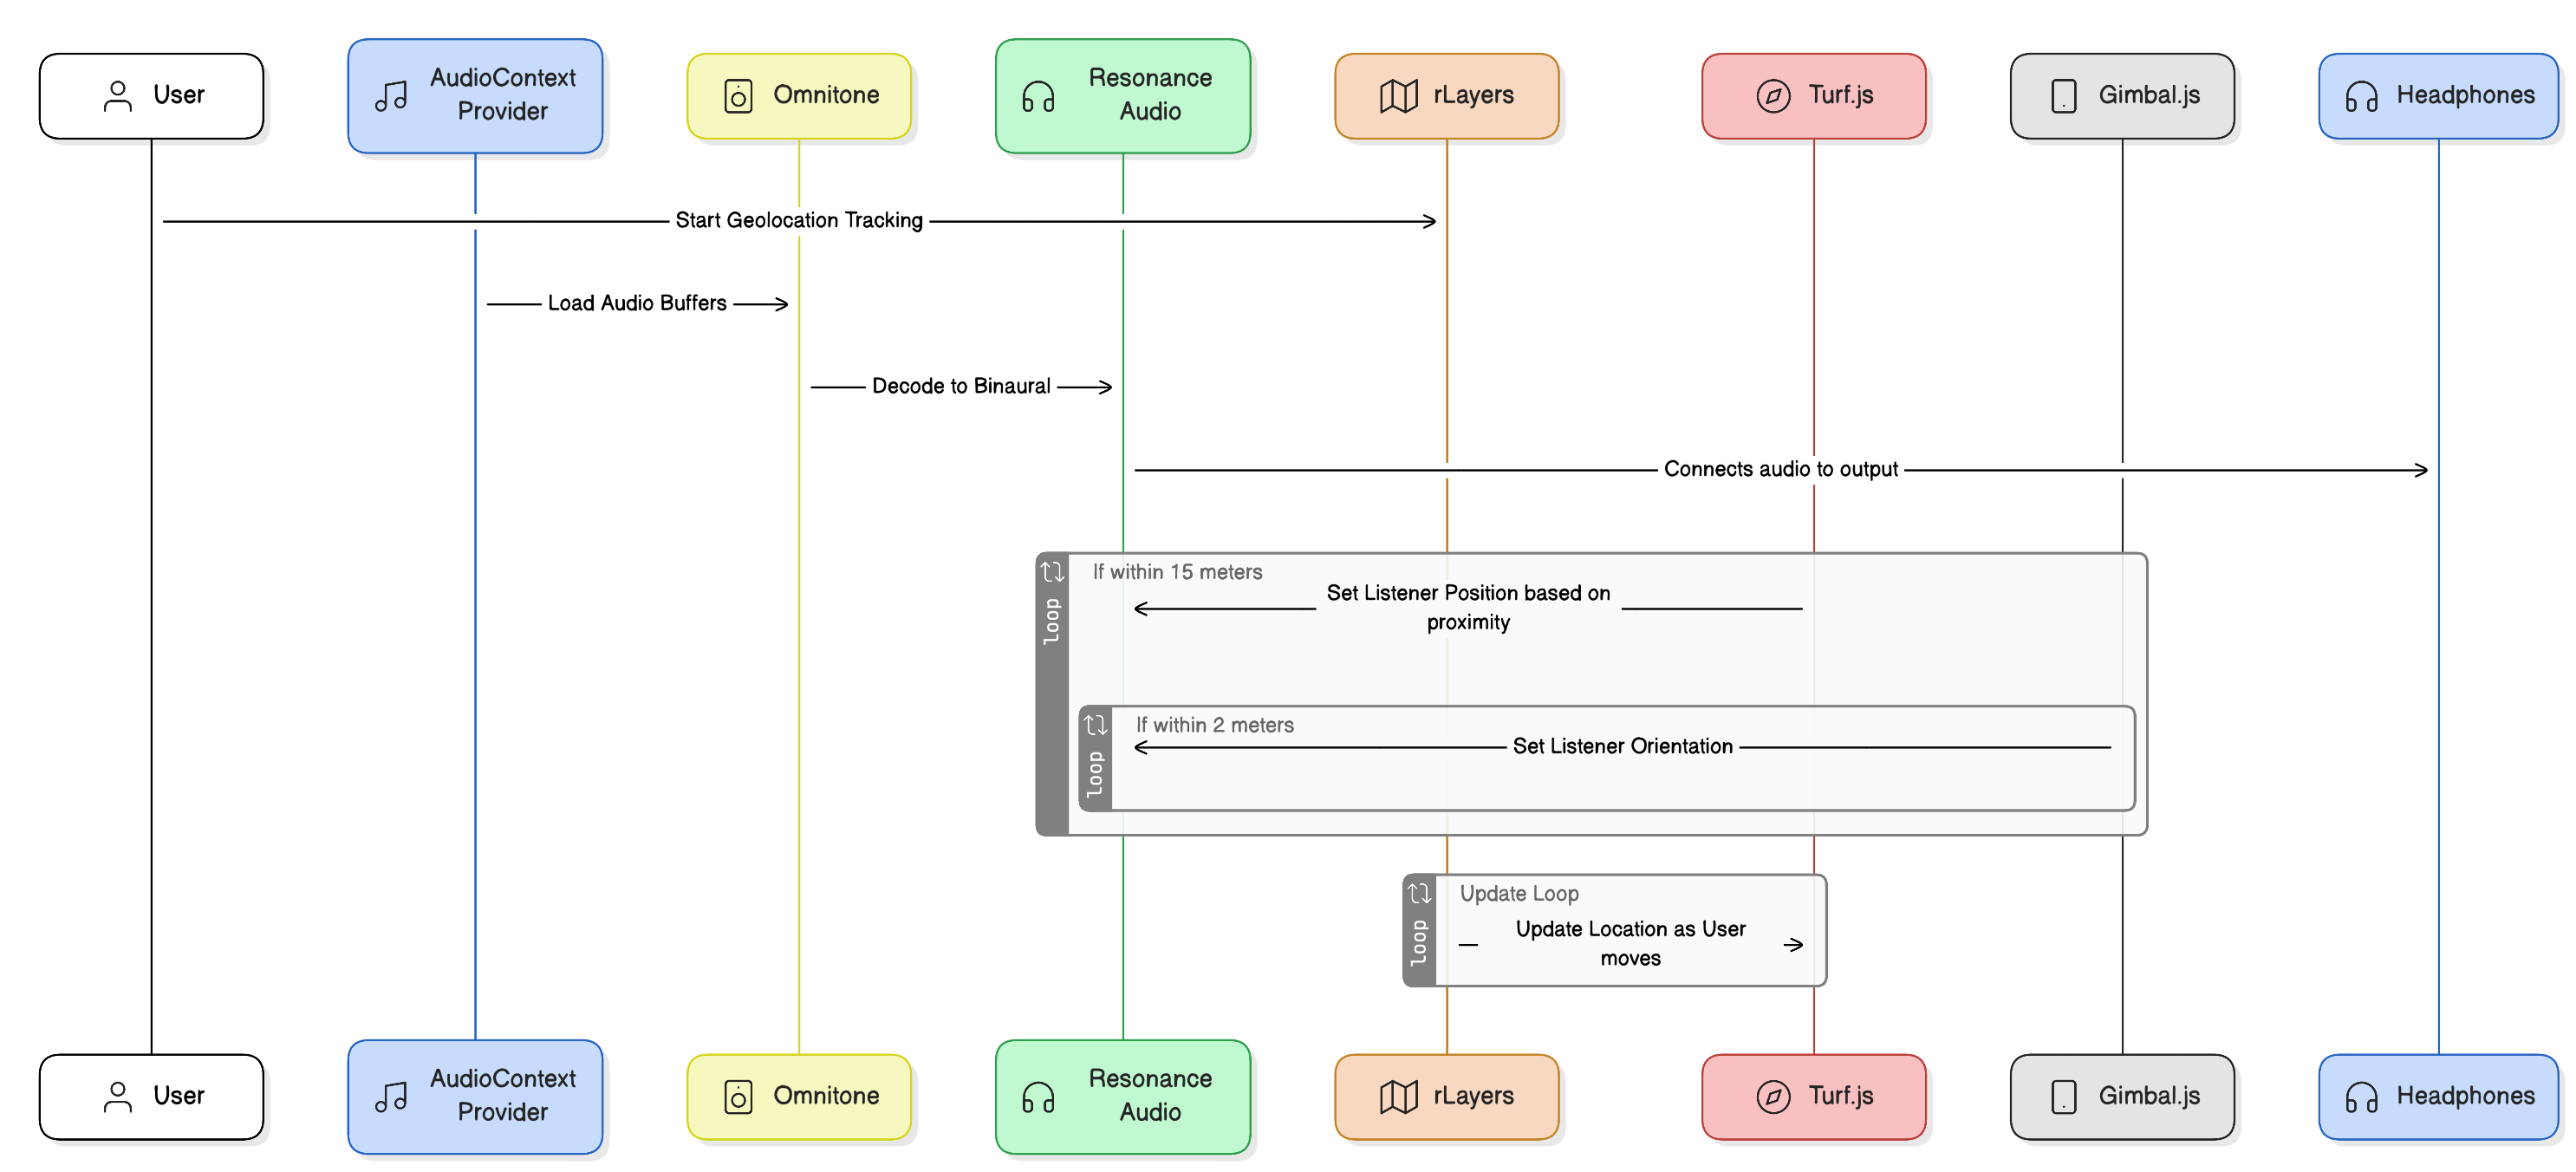 User
AudioContext
Provider
Omnitone
Resonance
Audio
rLayers
Turf.js
Gimbal.js
Headphones
Start Geolocation Tracking
Load Audio Buffers
Decode to Binaural
Connects audio to output
loop
If within 15 meters
Set Listener Position based on
proximity
loop
If within 2 meters
Set Listener Orientation
loop
Update Loop
Update Location as User
moves
User
AudioContext
Provider
Omnitone
Resonance
Audio
rLayers
Turf.js
Gimbal.js
Headphones